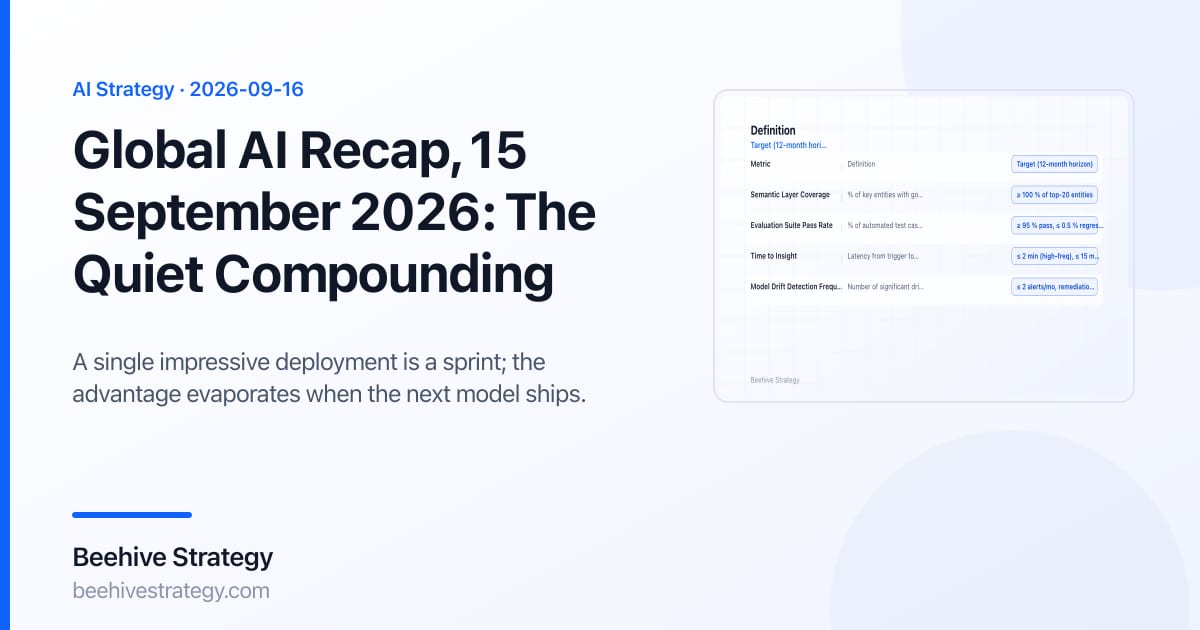 AI Strategy · 2026-09-16
Global AI Recap, 15
September 2026: The
Quiet Compounding
A single impressive deployment is a sprint; the
advantage evaporates when the next model ships.
Beehive Strategy
beehivestrategy.com
Definition
Target (12-month hori...
Metric Definition Target (12-month horizon)
Semantic Layer Coverage % of key entities with go... ≥ 100 % of top-20 entities
Evaluation Suite Pass Rate % of automated test cas... ≥ 95 % pass, ≤ 0.5 % regres...
Time to Insight Latency from trigger to... ≤ 2 min (high-freq), ≤ 15 m...
Model Drift Detection Frequ... Number of significant dri... ≤ 2 alerts/mo, remediatio...
Beehive Strategy